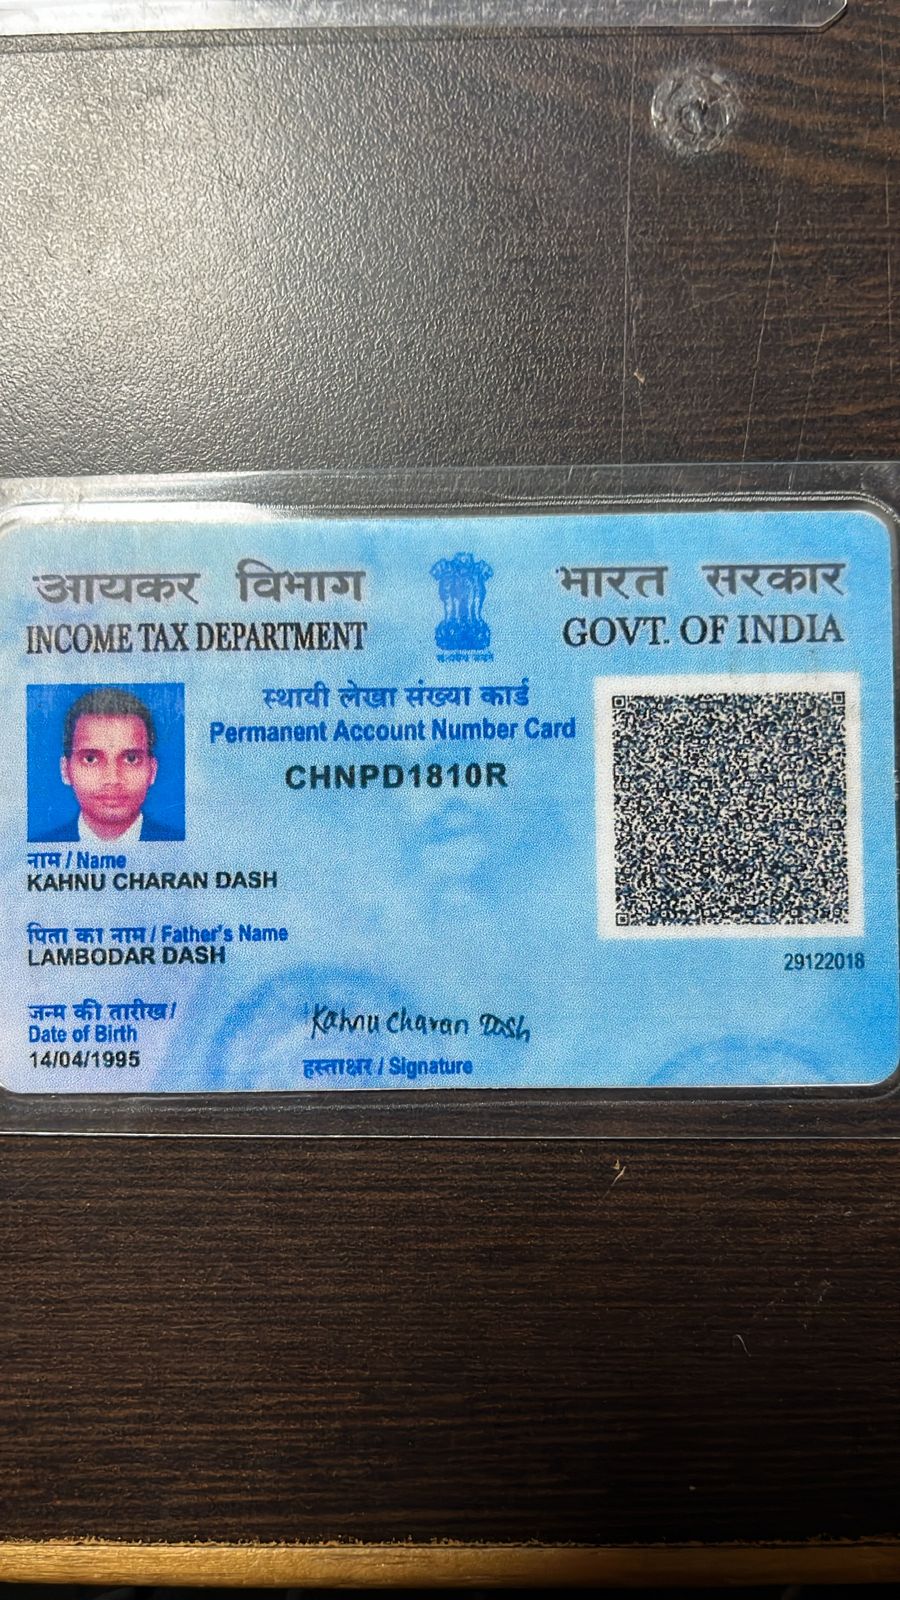 आयकर विभाग
INCOME TAX DEPARTMENT
भारत सरकार
GOVT. OF INDIA
सत्यमेव जयते
स्थायी लेखा संख्या कार्ड
Permanent Account Number Card
CHNPD1810R
नाम / Name
KAHNU CHARAN DASH
पिता का नाम / Father's Name
LAMBODAR DASH
29122018
जन्म की तारीख /
Date of Birth
14/04/1995
Kahnu Charan Dash
हस्ताक्षर / Signature